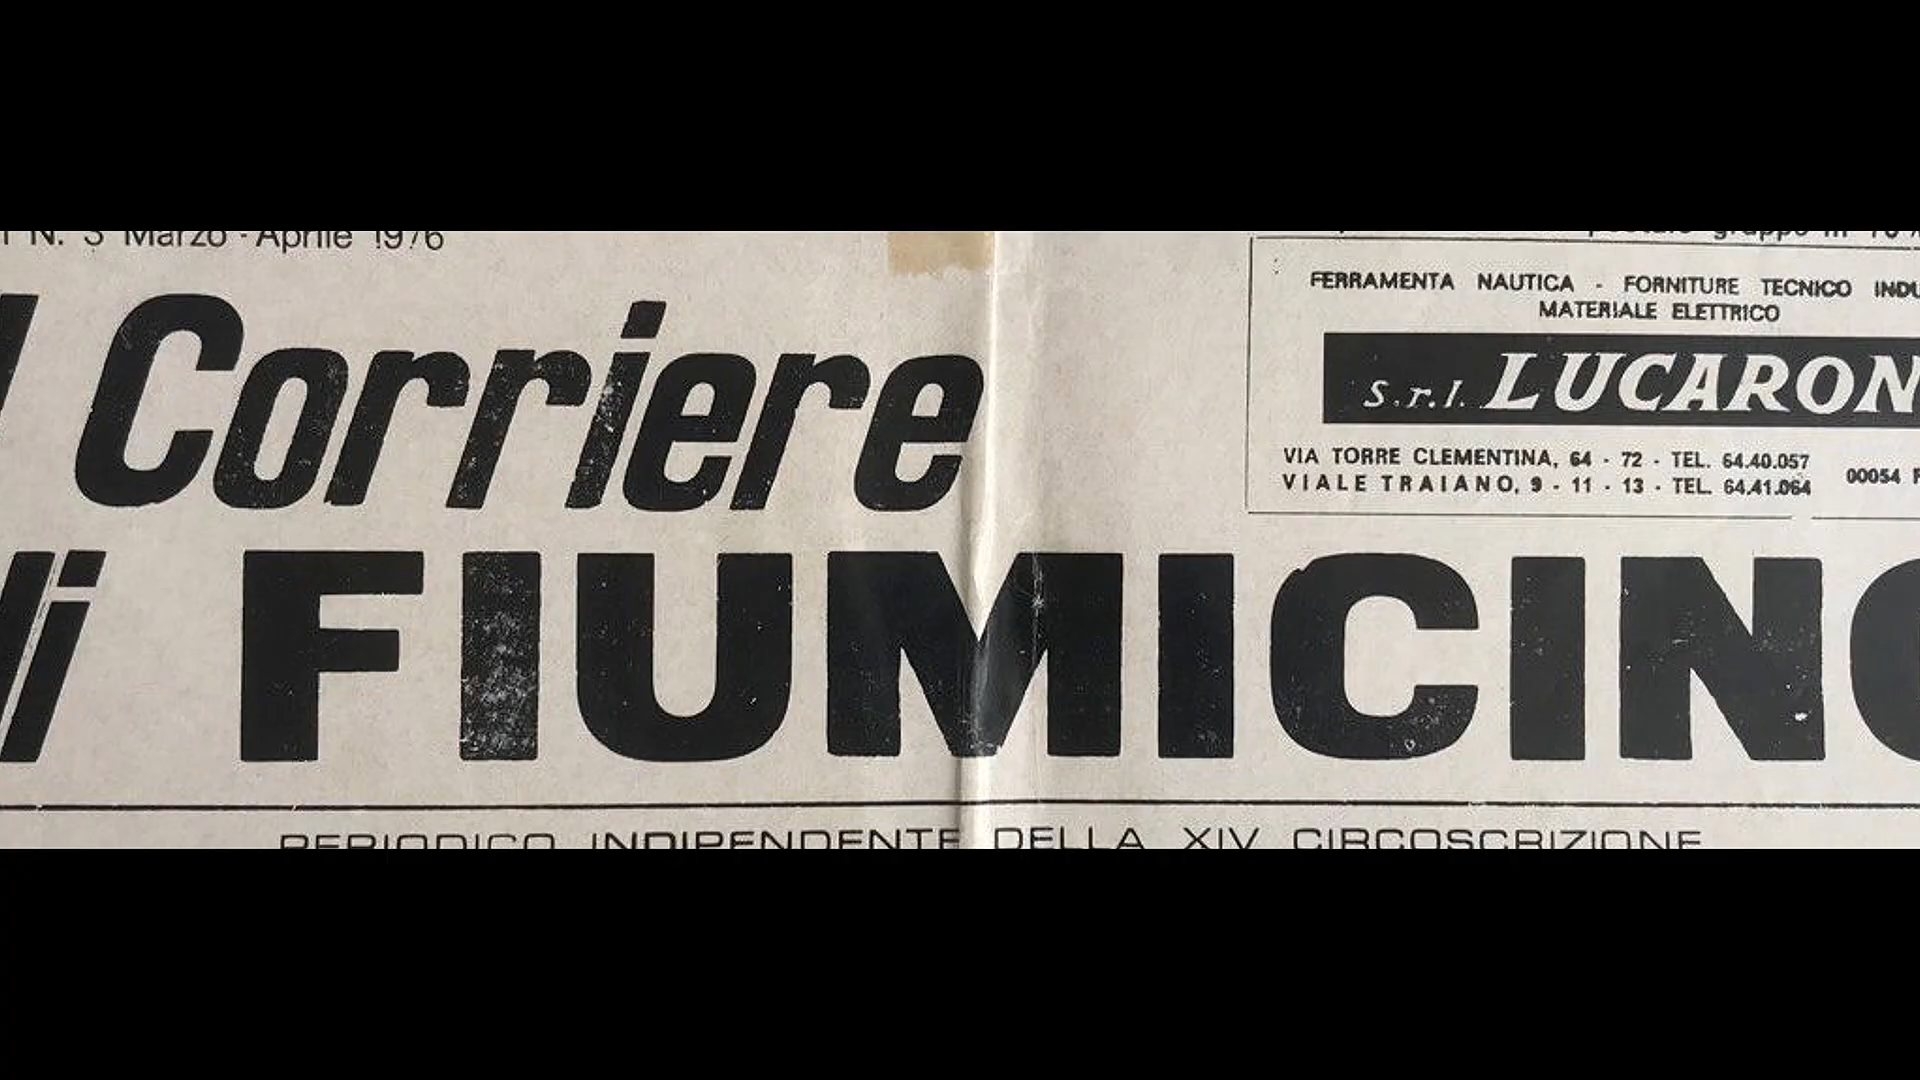 N. 3 Marzo - Aprile 1976
FERRAMENTA NAUTICA - FORNITURE TECNICO
MATERIALE ELETTRICO
s.r.l. LUCARON
VIA TORRE CLEMENTINA, 64 - 72 - TEL. 64.40.057
VIALE TRAIANO, 9 - 11 - 13 - TEL. 64.41.064
00054
Corriere
di FIUMICINO
PERIODICO INDIPENDENTE DELLA XIV CIRCOSCRIZIONE